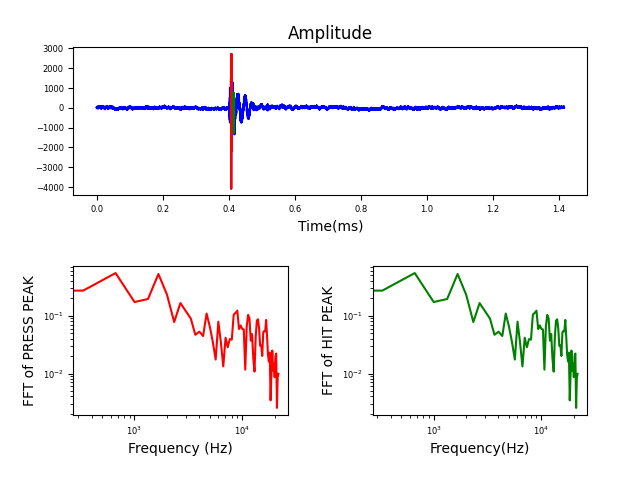 Amplitude
3000
2000
1000
0
−1000
−2000
−3000
−4000
0.0 0.2 0.4 0.6 0.8 1.0 1.2 1.4
Time(ms)
FFT of PRESS PEAK
10⁻¹
10⁻²
10³ 10⁴
Frequency (Hz)
FFT of HIT PEAK
10⁻¹
10⁻²
10³ 10⁴
Frequency(Hz)